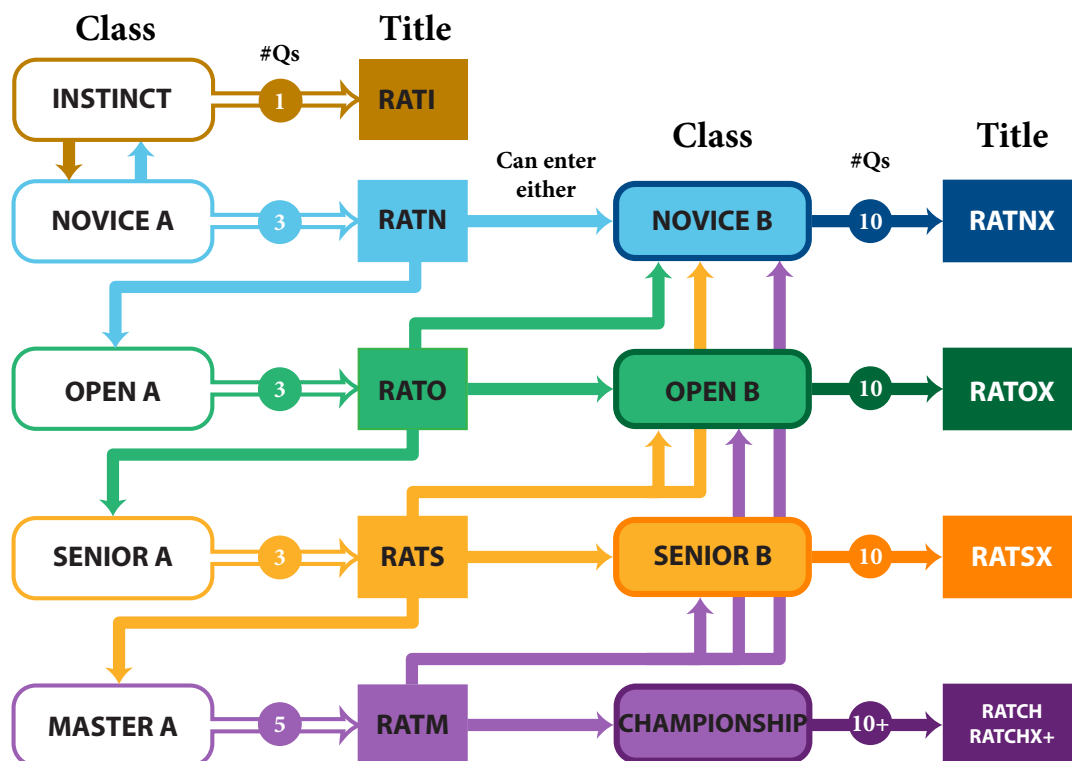 Class
#Qs
Title
INSTINCT
1
RATI
Class
#Qs
Title
Can enter
either
NOVICE A
3
RATN
NOVICE B
10
RATNX
OPEN A
3
RATO
OPEN B
10
RATOX
SENIOR A
3
RATS
SENIOR B
10
RATSX
MASTER A
5
RATM
CHAMPIONSHIP
10+
RATCH
RATCHX+